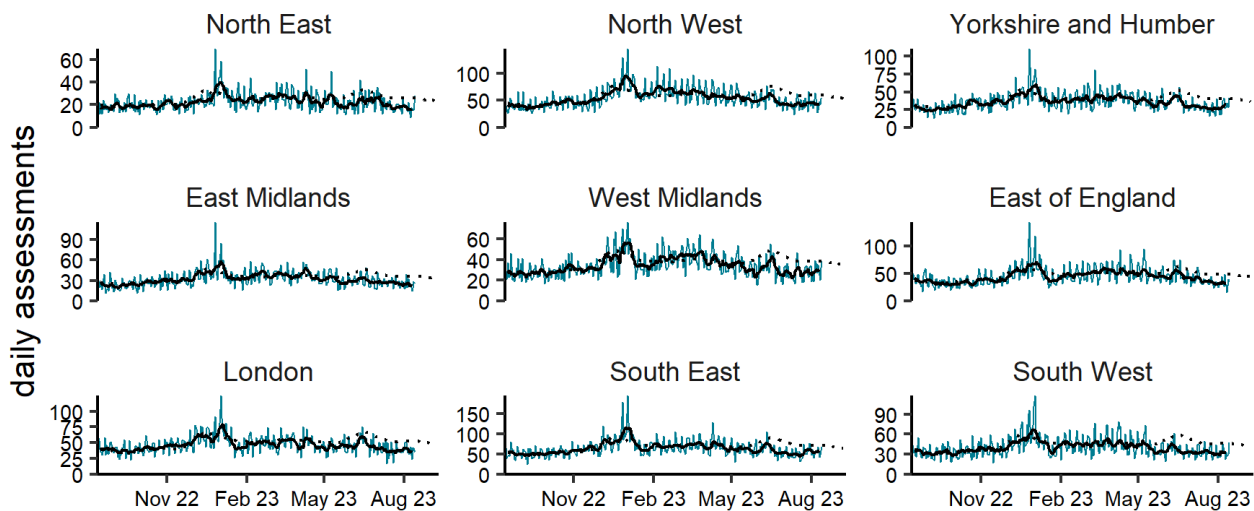 daily assessments
North East
60
40
20
0
North West
100
50
0
Yorkshire and Humber
100
75
50
25
0
East Midlands
90
60
30
0
West Midlands
60
40
20
0
East of England
100
50
0
London
100
75
50
25
0
Nov 22 Feb 23 May 23 Aug 23
South East
150
100
50
0
Nov 22 Feb 23 May 23 Aug 23
South West
90
60
30
0
Nov 22 Feb 23 May 23 Aug 23